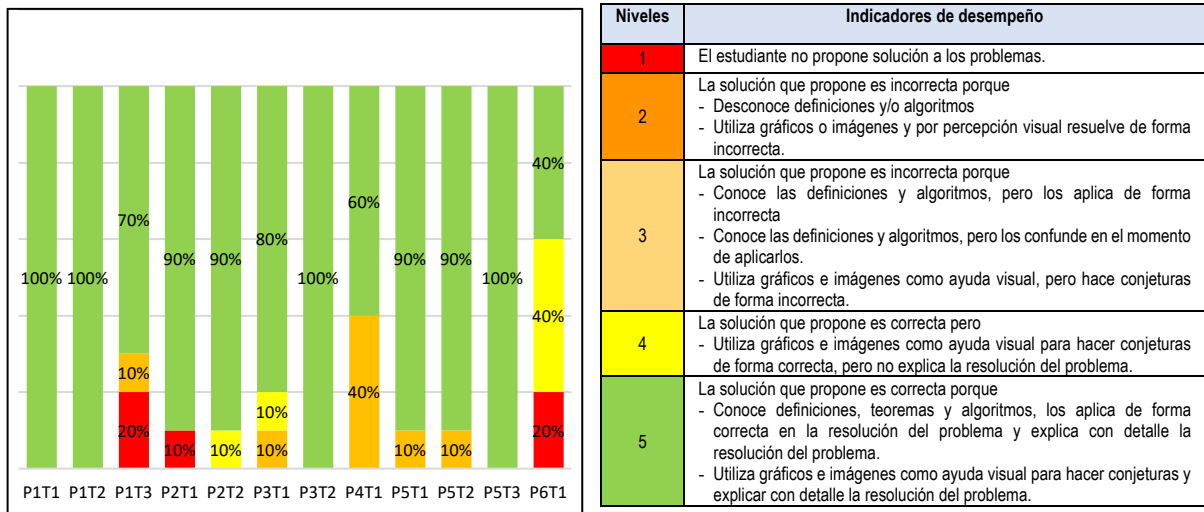 40%
60%
70%
80%
90%
90%
90%
90%
100%
100%
100%
100%
40%
10%
10%
40%
20%
10%
10%
10%
10%
10%
20%
P1T1 P1T2 P1T3 P2T1 P2T2 P3T1 P3T2 P4T1 P5T1 P5T2 P5T3 P6T1
Niveles Indicadores de desempeño
1 El estudiante no propone solución a los problemas.
2
La solución que propone es incorrecta porque
- Desconoce definiciones y/o algoritmos
- Utiliza gráficos o imágenes y por percepción visual resuelve de forma
incorrecta.
3
La solución que propone es incorrecta porque
- Conoce las definiciones y algoritmos, pero los aplica de forma
incorrecta
- Conoce las definiciones y algoritmos, pero los confunde en el momento
de aplicarlos.
- Utiliza gráficos e imágenes como ayuda visual, pero hace conjeturas
de forma incorrecta.
4
La solución que propone es correcta pero
- Utiliza gráficos e imágenes como ayuda visual para hacer conjeturas
de forma correcta, pero no explica la resolución del problema.
5
La solución que propone es correcta porque
- Conoce definiciones, teoremas y algoritmos, los aplica de forma
correcta en la resolución del problema y explica con detalle la
resolución del problema.
- Utiliza gráficos e imágenes como ayuda visual para hacer conjeturas y
explicar con detalle la resolución del problema.